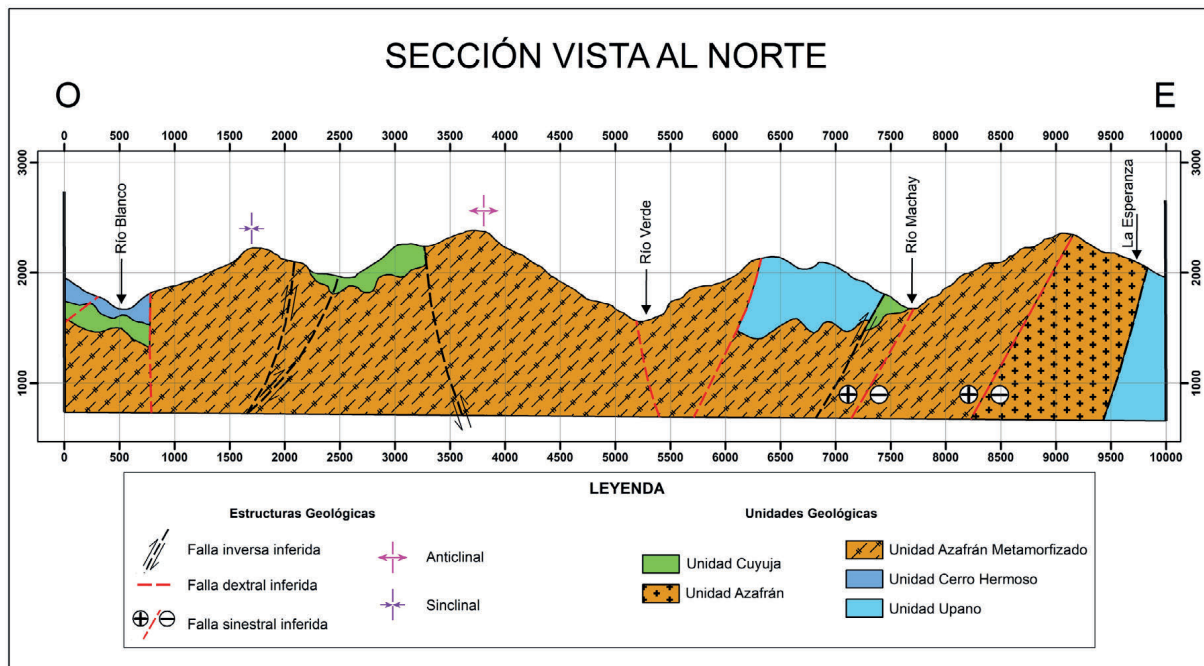 SECCIÓN VISTA AL NORTE
O
E
0 500 1000 1500 2000 2500 3000 3500 4000 4500 5000 5500 6000 6500 7000 7500 8000 8500 9000 9500 10000
3000 3000
2000 2000
1000 1000
Río Blanco
Río Verde
Río Machay
La Esperanza
0 500 1000 1500 2000 2500 3000 3500 4000 4500 5000 5500 6000 6500 7000 7500 8000 8500 9000 9500 10000
LEYENDA
Estructuras Geológicas
Falla inversa inferida
Falla dextral inferida
Falla sinestral inferida
Anticlinal
Sinclinal
Unidades Geológicas
Unidad Cuyuja
Unidad Azafrán
Unidad Azafrán Metamorfizado
Unidad Cerro Hermoso
Unidad Upano